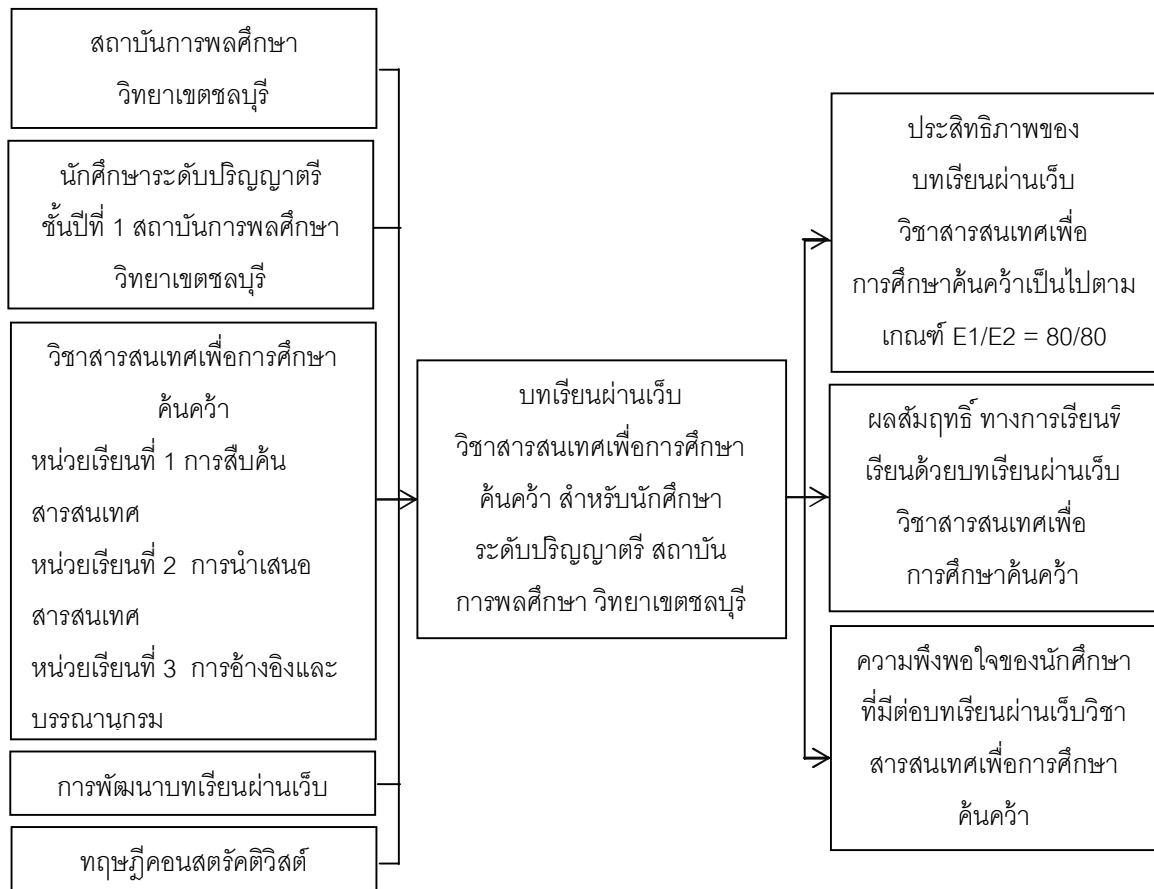 สถาบันการพลศึกษา
วิทยาเขตชลบุรี
นักศึกษาระดับปริญญาตรี
ชั้นปีที่ 1 สถาบันการพลศึกษา
วิทยาเขตชลบุรี
วิชาสารสนเทศเพื่อการศึกษา
ค้นคว้า
หน่วยเรียนที่ 1 การสืบค้น
สารสนเทศ
หน่วยเรียนที่ 2 การนำเสนอ
สารสนเทศ
หน่วยเรียนที่ 3 การอ้างอิงและ
บรรณานุกรม
การพัฒนาบทเรียนผ่านเว็บ
ทฤษฎีคอนสตรัคติวิสต์
บทเรียนผ่านเว็บ
วิชาสารสนเทศเพื่อการศึกษา
ค้นคว้า สำหรับนักศึกษา
ระดับปริญญาตรี สถาบัน
การพลศึกษา วิทยาเขตชลบุรี
ประสิทธิภาพของ
บทเรียนผ่านเว็บ
วิชาสารสนเทศเพื่อ
การศึกษาค้นคว้าเป็นไปตาม
เกณฑ์ E1/E2 = 80/80
ผลสัมฤทธิ์ ทางการเรียนที่
เรียนด้วยบทเรียนผ่านเว็บ
วิชาสารสนเทศเพื่อ
การศึกษาค้นคว้า
ความพึงพอใจของนักศึกษา
ที่มีต่อบทเรียนผ่านเว็บวิชา
สารสนเทศเพื่อการศึกษา
ค้นคว้า